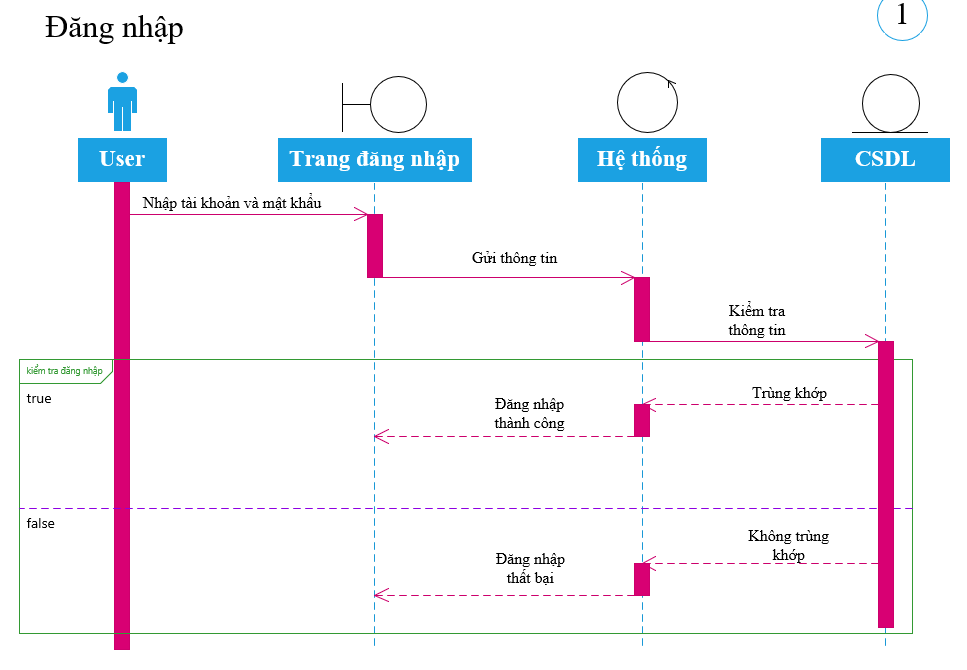 Đăng nhập
1
User
Trang đăng nhập
Hệ thống
CSDL
Nhập tài khoản và mật khẩu
Gửi thông tin
Kiểm tra
thông tin
kiểm tra đăng nhập
true
Trùng khớp
Đăng nhập
thành công
false
Không trùng
khớp
Đăng nhập
thất bại